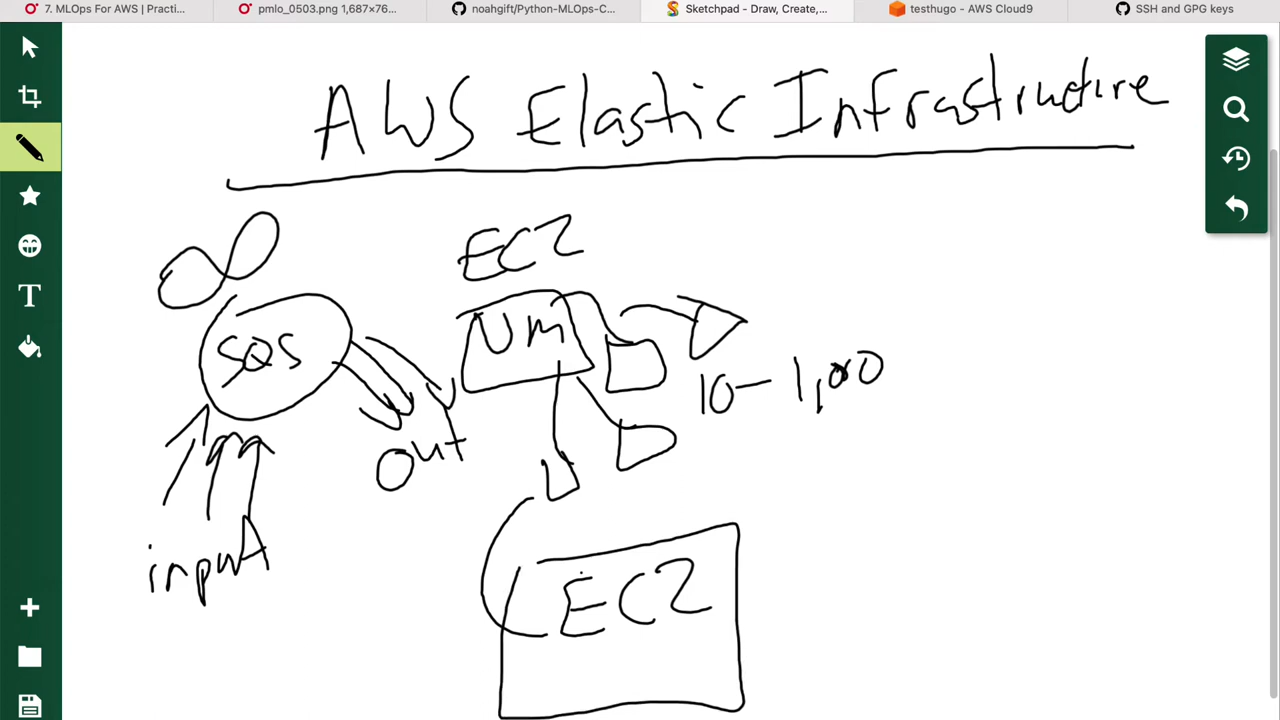 7. MLOps For AWS | Practi...
pmlo_0503.png 1,687×76...
noahgift/Python-MLOps-C...
Sketchpad - Draw, Create,...
testhugo - AWS Cloud9
SSH and GPG keys
AWS Elastic Infrastructure
∞
EC2
SQS
VM
10-1,00
out
input
EC2
T